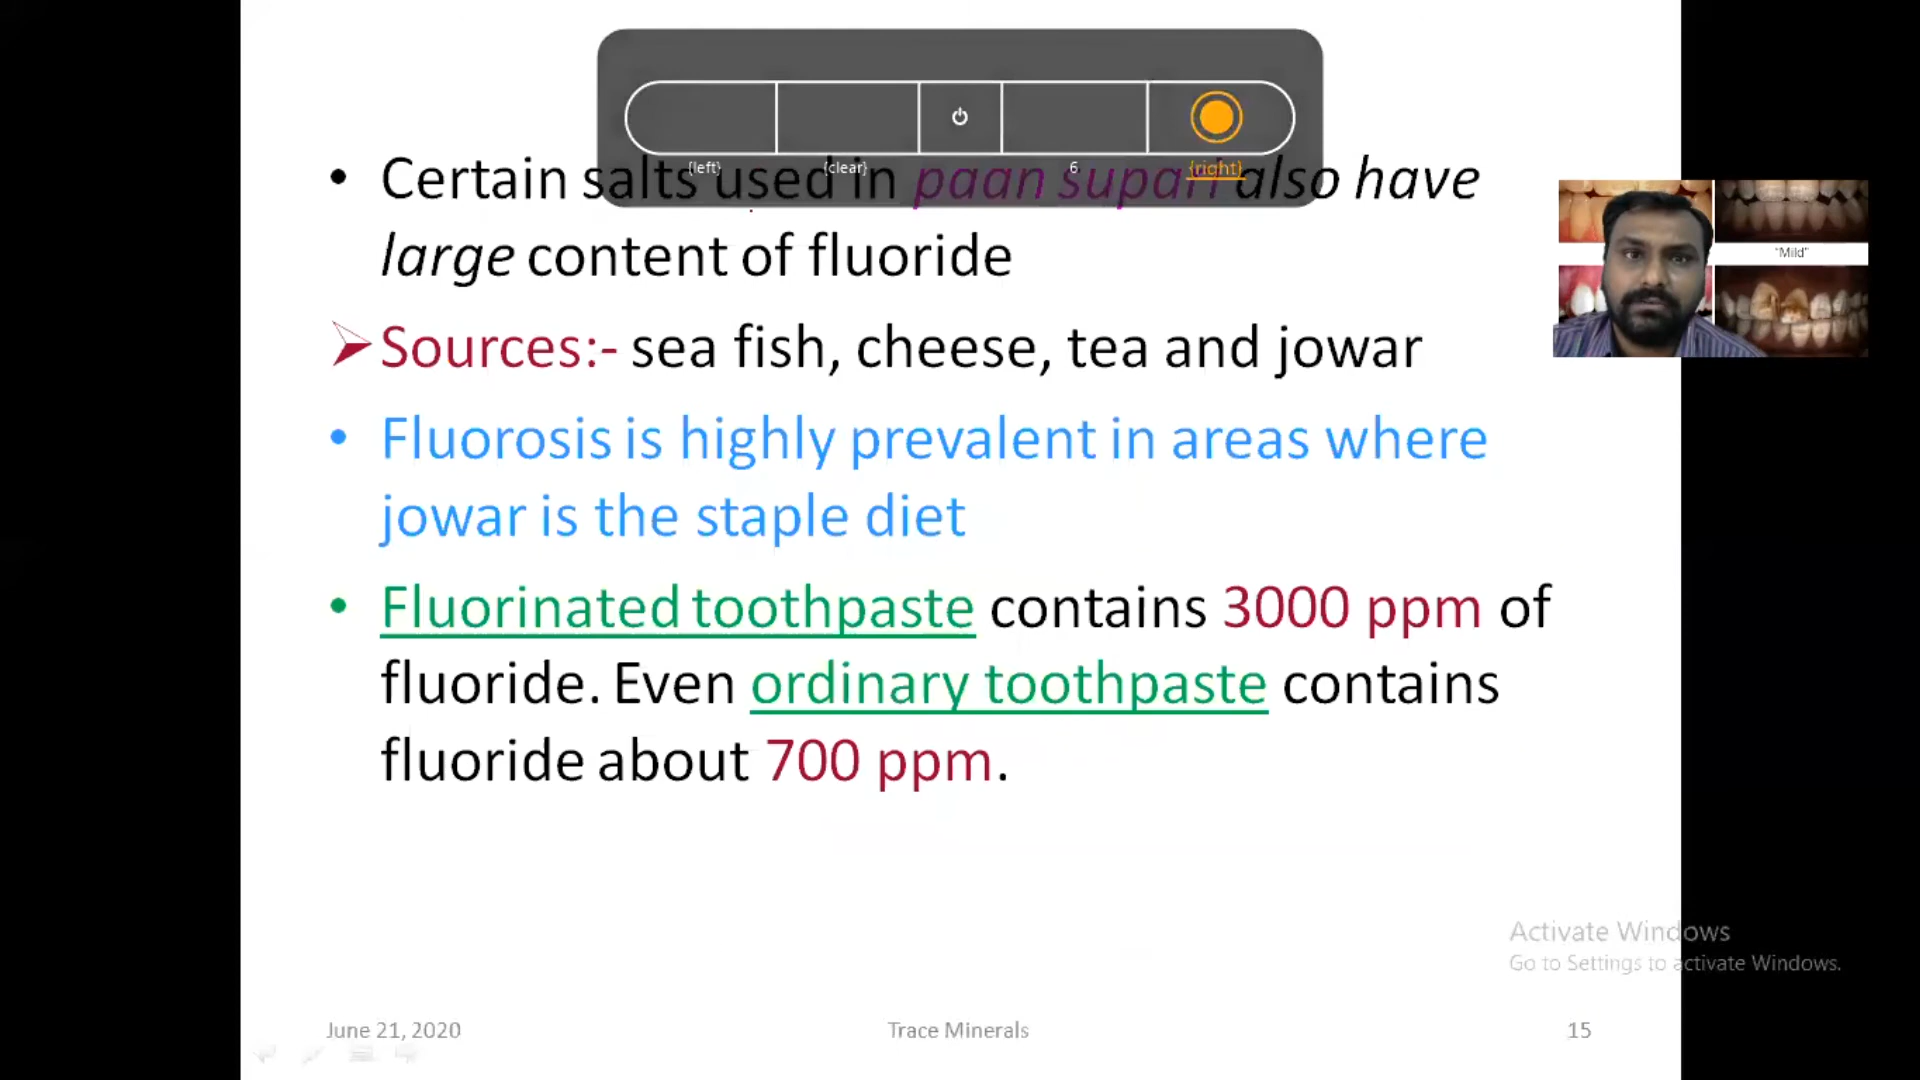 {left} {clear} 6 {right}
• Certain salts used in paan supari also have
large content of fluoride
"Mild"
➢Sources:- sea fish, cheese, tea and jowar
• Fluorosis is highly prevalent in areas where
jowar is the staple diet
• Fluorinated toothpaste contains 3000 ppm of
fluoride. Even ordinary toothpaste contains
fluoride about 700 ppm.
Activate Windows
Go to Settings to activate Windows.
June 21, 2020 Trace Minerals 15